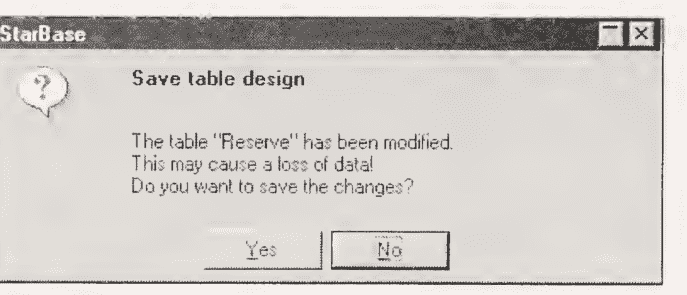 StarBase
Save table design
The table "Reserve" has been modified.
This may cause a loss of data!
Do you want to save the changes?
Yes
No